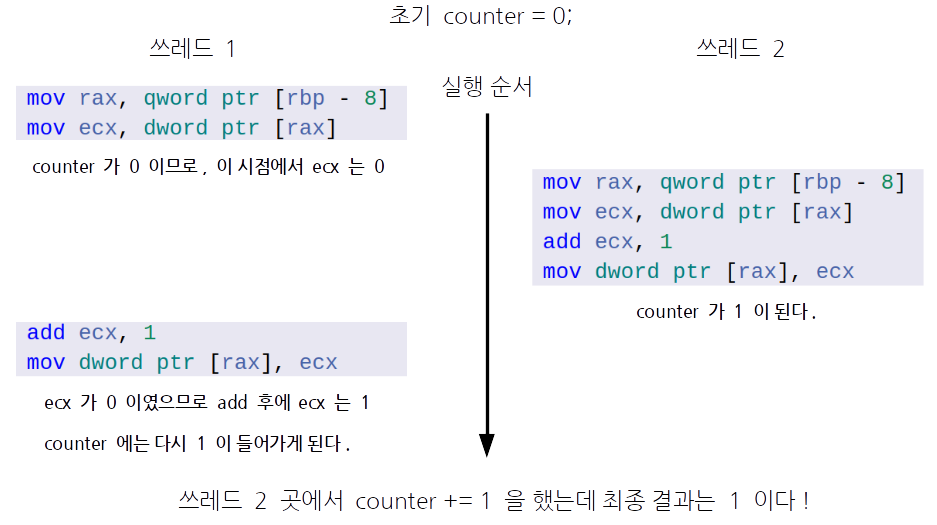 초기 counter = 0;
쓰레드 1
쓰레드 2
실행 순서
mov rax, qword ptr [rbp - 8]
mov ecx, dword ptr [rax]
counter 가 0 이므로, 이 시점에서 ecx 는 0
mov rax, qword ptr [rbp - 8]
mov ecx, dword ptr [rax]
add ecx, 1
mov dword ptr [rax], ecx
counter 가 1 이 된다.
add ecx, 1
mov dword ptr [rax], ecx
ecx 가 0 이였으므로 add 후에 ecx 는 1
counter 에는 다시 1 이 들어가게 된다.
쓰레드 2 곳에서 counter += 1 을 했는데 최종 결과는 1 이다!